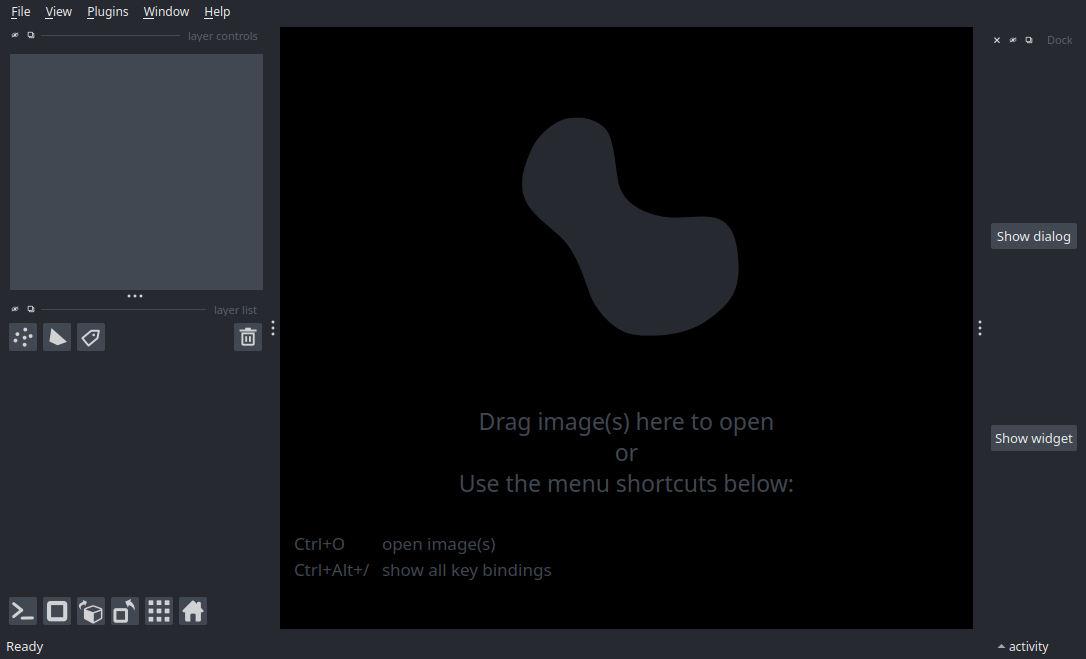 File View Plugins Window Help
layer controls
Dock
Show dialog
layer list
Drag image(s) here to open
or
Show widget
Use the menu shortcuts below:
Ctrl+O open image(s)
Ctrl+Alt+/ show all key bindings
Ready
activity